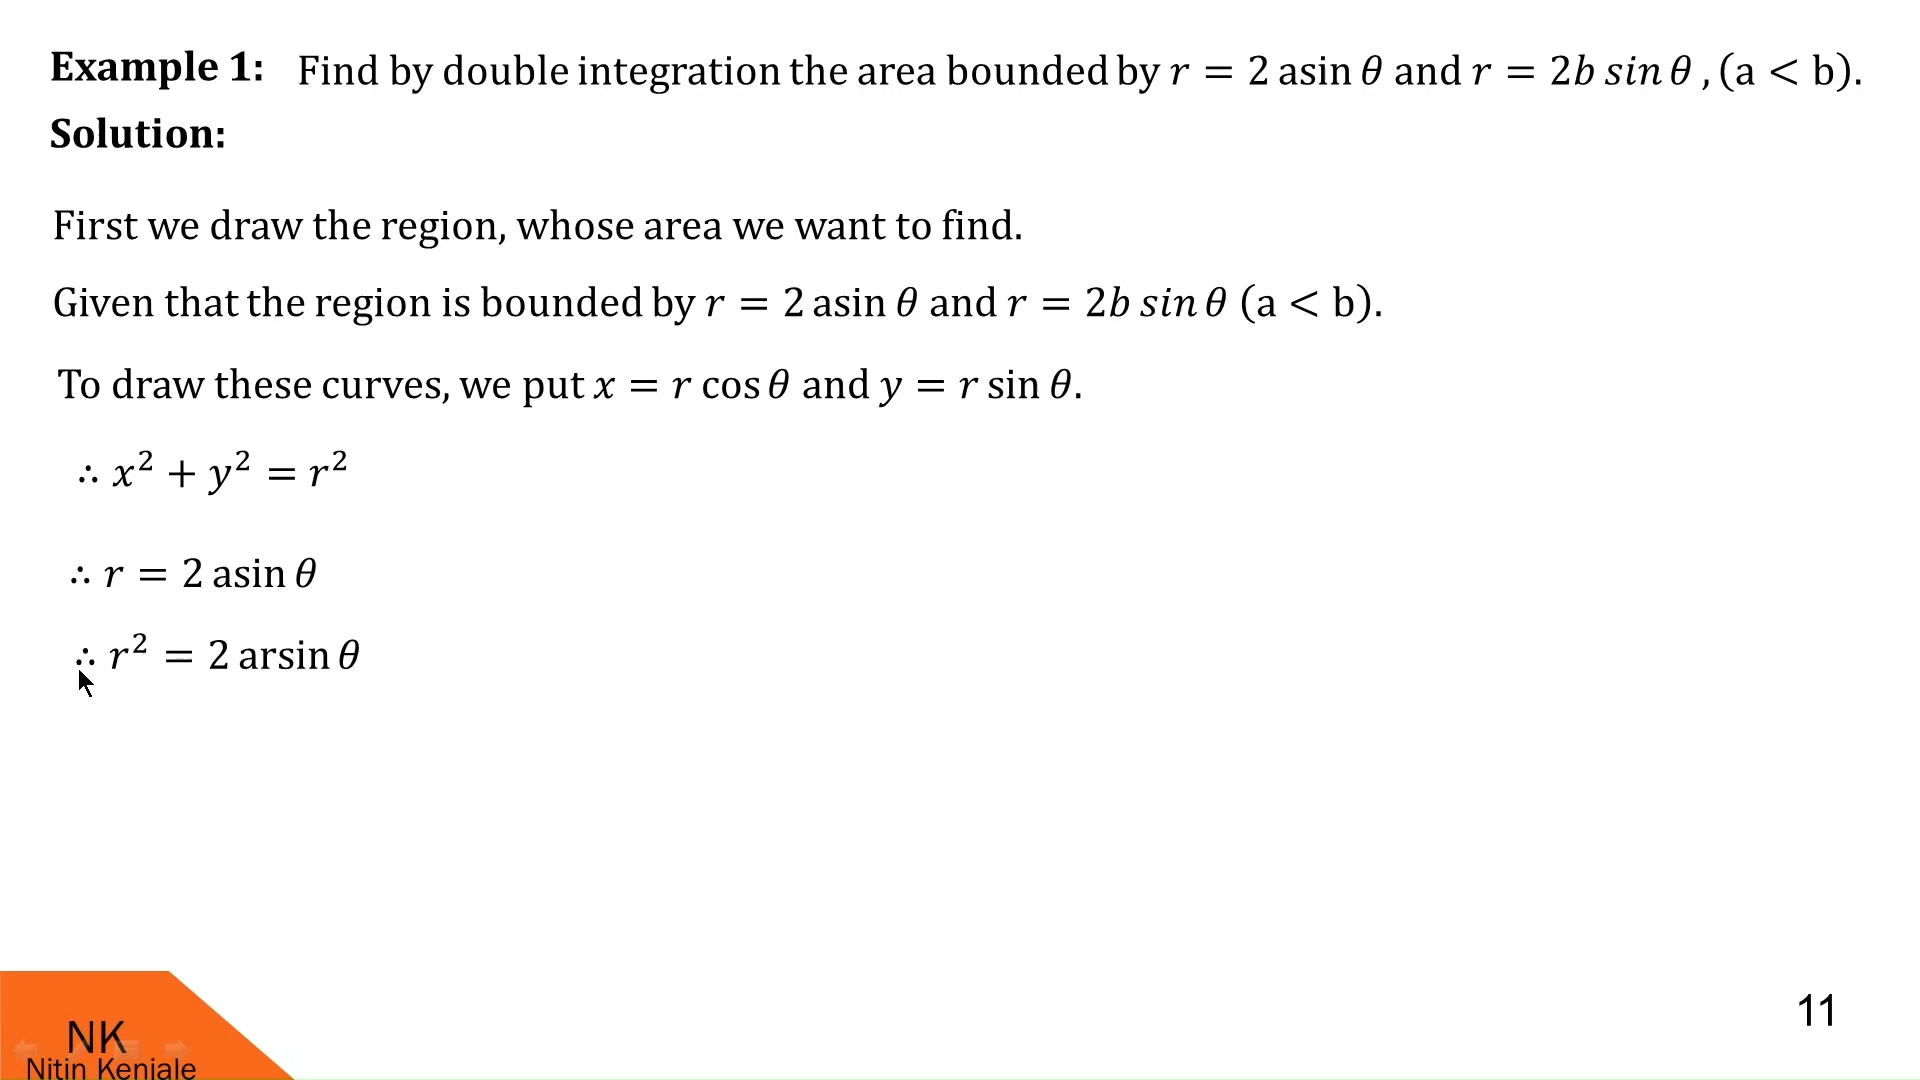 Example 1: Find by double integration the area bounded by r = 2 asin θ and r = 2b sin θ , (a < b).
Solution:
First we draw the region, whose area we want to find.
Given that the region is bounded by r = 2 asin θ and r = 2b sin θ (a < b).
To draw these curves, we put x = r cos θ and y = r sin θ.
∴ x² + y² = r²
∴ r = 2 asin θ
∴ r² = 2 arsin θ
11
NK
Nitin Keniale